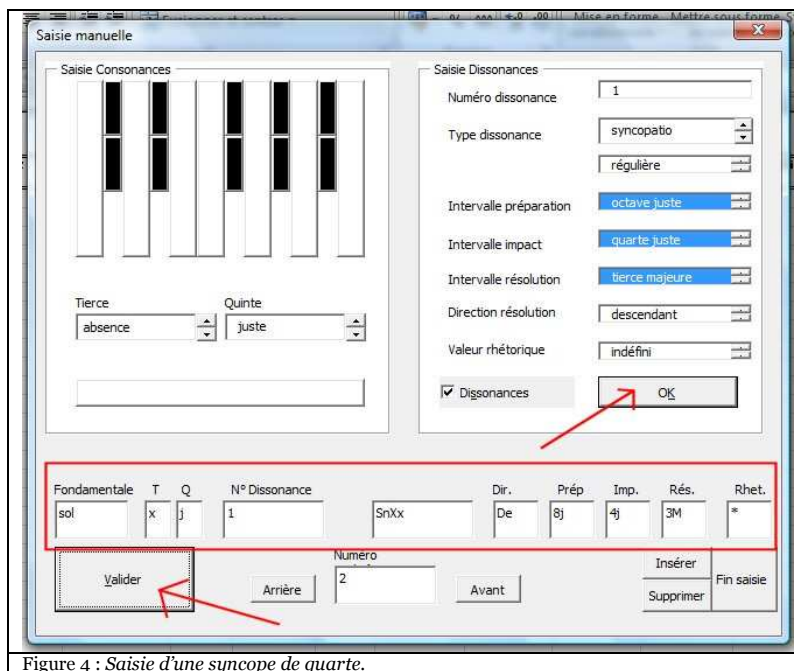 Mise en forme Mettre sous forme
Saisie manuelle
Saisie Consonances
Tierce
Quinte
absence
juste
Saisie Dissonances
Numéro dissonance
1
Type dissonance
syncopatio
régulière
Intervalle préparation
octave juste
Intervalle impact
quarte juste
Intervalle résolution
tierce majeure
Direction résolution
descendant
Valeur rhétorique
indéfini
Dissonances
OK
Fondamentale T Q N° Dissonance Dir. Prép Imp. Rés. Rhet.
sol x j 1 SnXx De 8j 4j 3M *
Valider
Arrière
Numéro
2
Avant
Insérer
Supprimer
Fin saisie
Figure 4 : Saisie d'une syncope de quarte.